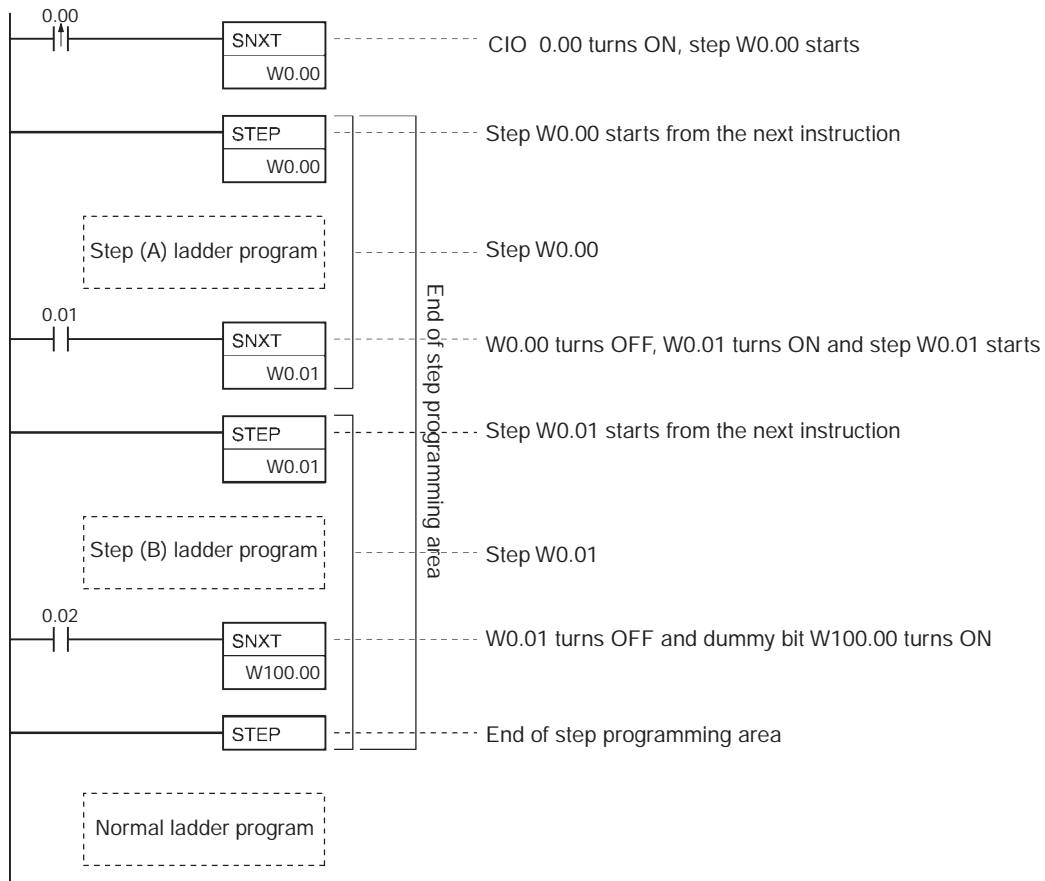 0.00
SNXT
W0.00
CIO 0.00 turns ON, step W0.00 starts
STEP
W0.00
Step W0.00 starts from the next instruction
Step (A) ladder program
Step W0.00
End of step programming area
0.01
SNXT
W0.01
W0.00 turns OFF, W0.01 turns ON and step W0.01 starts
STEP
W0.01
Step W0.01 starts from the next instruction
Step (B) ladder program
Step W0.01
0.02
SNXT
W100.00
W0.01 turns OFF and dummy bit W100.00 turns ON
STEP
End of step programming area
Normal ladder program